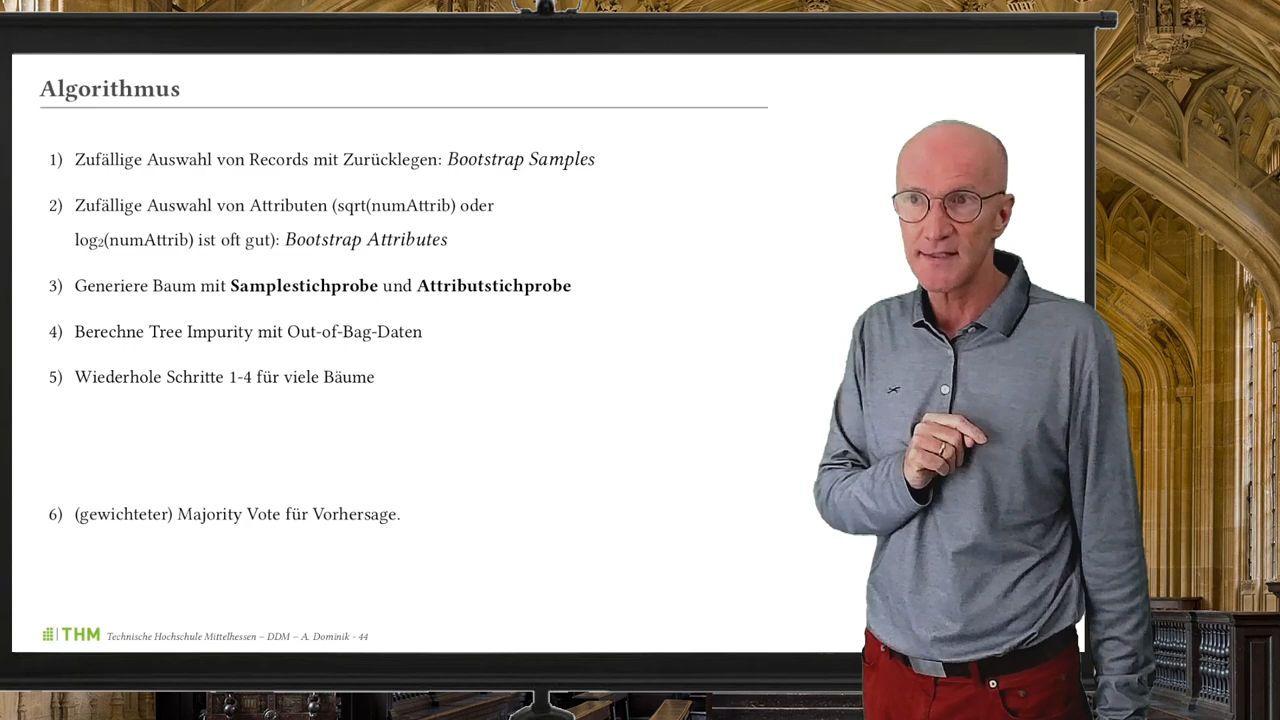 Algorithmus
1) Zufällige Auswahl von Records mit Zurücklegen: Bootstrap Samples
2) Zufällige Auswahl von Attributen (sqrt(numAttrib) oder
log₂(numAttrib) ist oft gut): Bootstrap Attributes
3) Generiere Baum mit Samplestichprobe und Attributstichprobe
4) Berechne Tree Impurity mit Out-of-Bag-Daten
5) Wiederhole Schritte 1-4 für viele Bäume
6) (gewichteter) Majority Vote für Vorhersage.
THM Technische Hochschule Mittelhessen – DDM – A. Dominik - 44